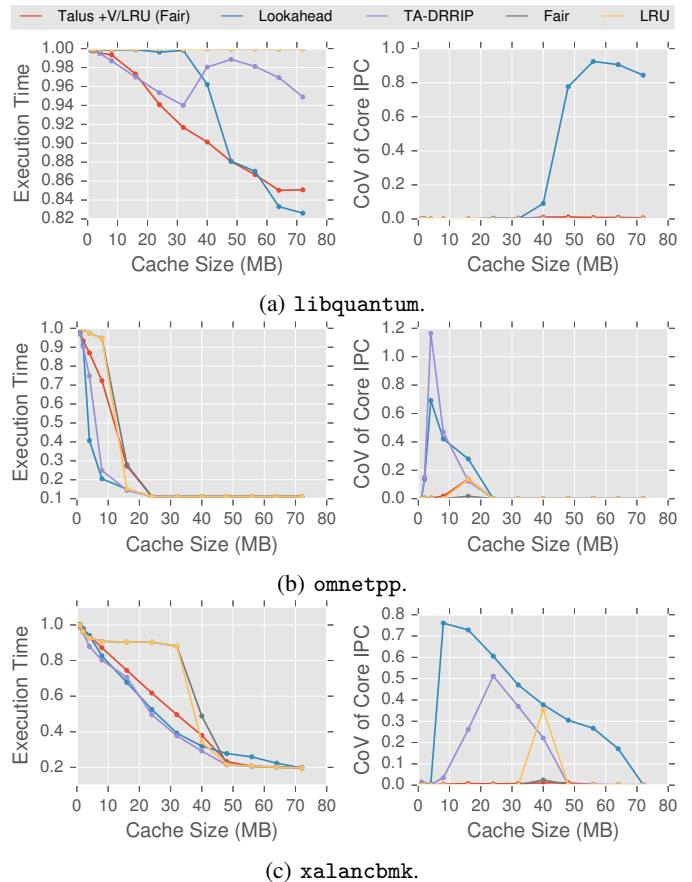 Talus +V/LRU (Fair) Lookahead TA-DRRIP Fair LRU
1.00
0.98
0.96
0.94
0.92
0.90
0.88
0.86
0.84
0.82
Execution Time
0 10 20 30 40 50 60 70 80
Cache Size (MB)
1.0
0.8
0.6
0.4
0.2
0.0
CoV of Core IPC
0 10 20 30 40 50 60 70 80
Cache Size (MB)
(a) libquantum.
1.0
0.9
0.8
0.7
0.6
0.5
0.4
0.3
0.2
0.1
Execution Time
0 10 20 30 40 50 60 70 80
Cache Size (MB)
1.2
1.0
0.8
0.6
0.4
0.2
0.0
CoV of Core IPC
0 10 20 30 40 50 60 70 80
Cache Size (MB)
(b) omnetpp.
1.0
0.8
0.6
0.4
0.2
Execution Time
0 10 20 30 40 50 60 70 80
Cache Size (MB)
0.8
0.7
0.6
0.5
0.4
0.3
0.2
0.1
0.0
CoV of Core IPC
0 10 20 30 40 50 60 70 80
Cache Size (MB)
(c) xalancbmk.